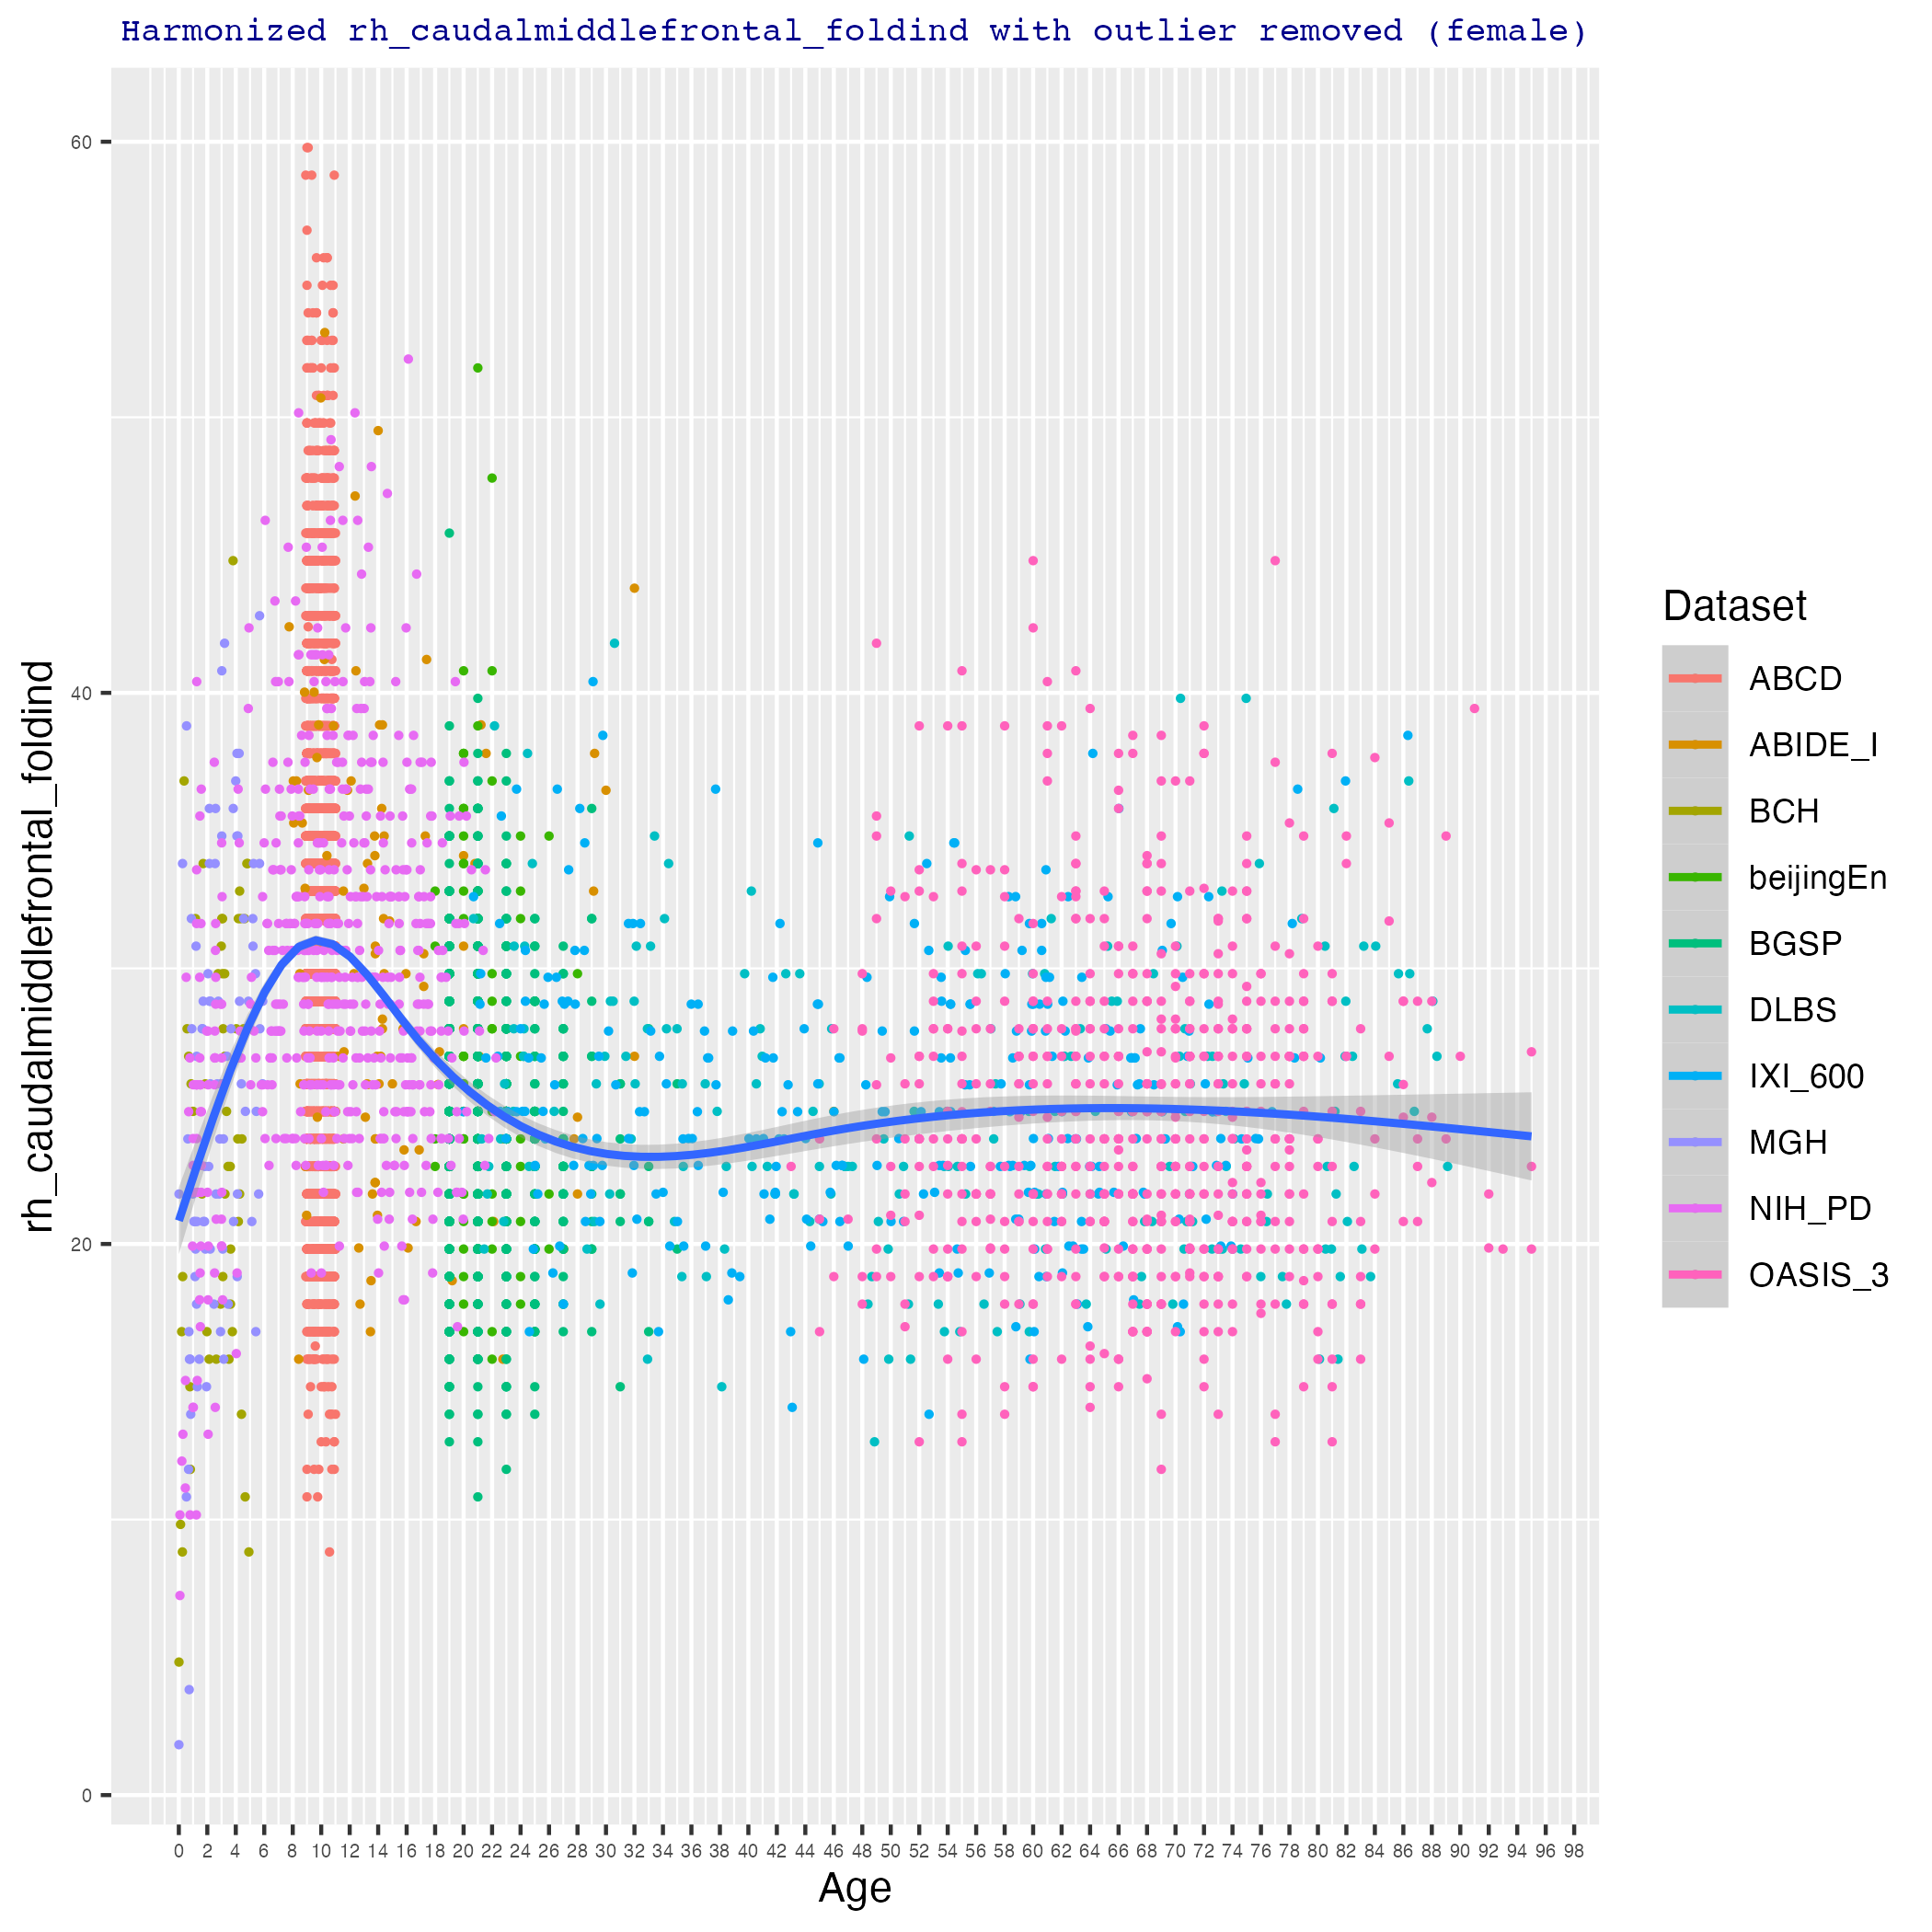 Harmonized rh_caudalmiddlefrontal_foldind with outlier removed (female)
rh_caudalmiddlefrontal_foldind
60
40
20
0
0 2 4 6 8 10 12 14 16 18 20 22 24 26 28 30 32 34 36 38 40 42 44 46 48 50 52 54 56 58 60 62 64 66 68 70 72 74 76 78 80 82 84 86 88 90 92 94 96 98
Age
Dataset
ABCD
ABIDE_I
BCH
beijingEn
BGSP
DLBS
IXI_600
MGH
NIH_PD
OASIS_3